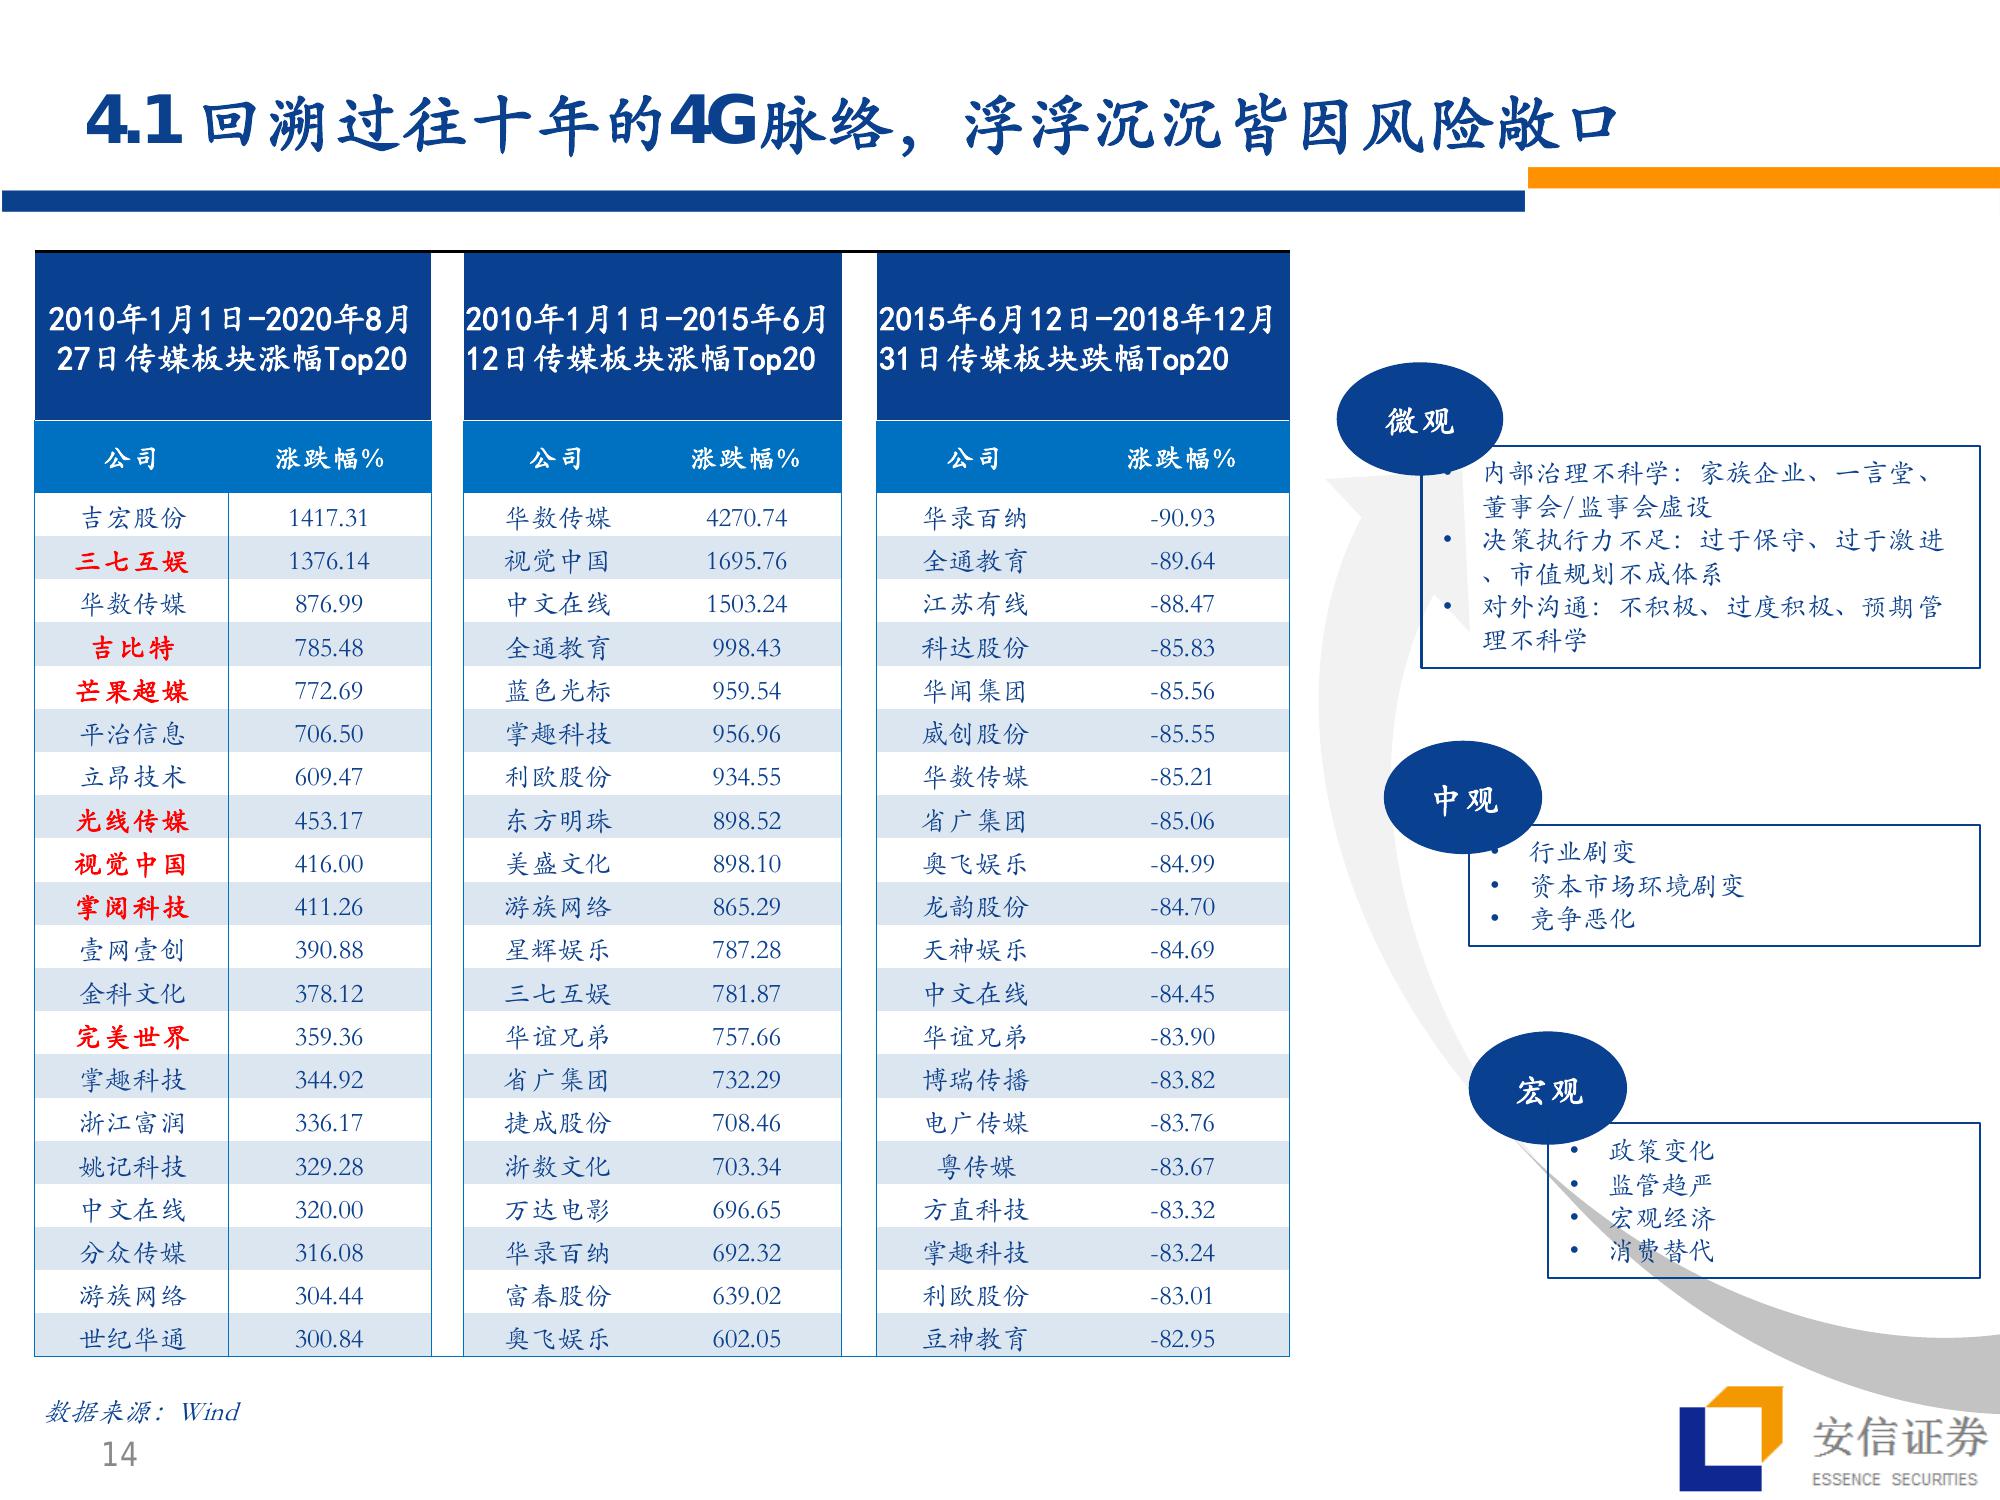 4.1 回溯过往十年的4G脉络，浮浮沉沉皆因风险敞口
2010年1月1日-2020年8月
27日传媒板块涨幅Top20
公司 涨跌幅%
吉宏股份 1417.31
三七互娱 1376.14
华数传媒 876.99
吉比特 785.48
芒果超媒 772.69
平治信息 706.50
立昂技术 609.47
光线传媒 453.17
视觉中国 416.00
掌阅科技 411.26
壹网壹创 390.88
金科文化 378.12
完美世界 359.36
掌趣科技 344.92
浙江富润 336.17
姚记科技 329.28
中文在线 320.00
分众传媒 316.08
游族网络 304.44
世纪华通 300.84
2010年1月1日-2015年6月
12日传媒板块涨幅Top20
公司 涨跌幅%
华数传媒 4270.74
视觉中国 1695.76
中文在线 1503.24
全通教育 998.43
蓝色光标 959.54
掌趣科技 956.96
利欧股份 934.55
东方明珠 898.52
美盛文化 898.10
游族网络 865.29
星辉娱乐 787.28
三七互娱 781.87
华谊兄弟 757.66
省广集团 732.29
捷成股份 708.46
浙数文化 703.34
万达电影 696.65
华录百纳 692.32
富春股份 639.02
奥飞娱乐 602.05
2015年6月12日-2018年12月
31日传媒板块跌幅Top20
公司 涨跌幅%
华录百纳 -90.93
全通教育 -89.64
江苏有线 -88.47
科达股份 -85.83
华闻集团 -85.56
威创股份 -85.55
华数传媒 -85.21
省广集团 -85.06
奥飞娱乐 -84.99
龙韵股份 -84.70
天神娱乐 -84.69
中文在线 -84.45
华谊兄弟 -83.90
博瑞传播 -83.82
电广传媒 -83.76
粤传媒 -83.67
方直科技 -83.32
掌趣科技 -83.24
利欧股份 -83.01
豆神教育 -82.95
微观
• 内部治理不科学：家族企业、一言堂、
董事会/监事会虚设
• 决策执行力不足：过于保守、过于激进
、市值规划不成体系
• 对外沟通：不积极、过度积极、预期管
理不科学
中观
• 行业剧变
• 资本市场环境剧变
• 竞争恶化
宏观
• 政策变化
• 监管趋严
• 宏观经济
• 消费替代
数据来源：Wind
14
安信证券
ESSENCE SECURITIES